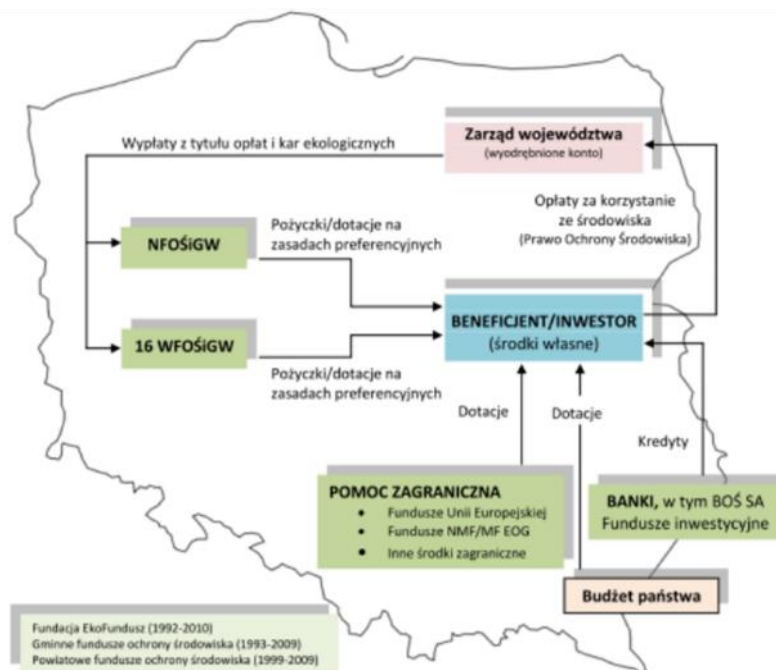 Zarząd województwa
(wyodrębnione konto)
Wypłaty z tytułu opłat i kar ekologicznych
Opłaty za korzystanie
ze środowiska
(Prawo Ochrony Środowiska)
Pożyczki/dotacje na
zasadach preferencyjnych
NFOŚiGW
BENEFICJENT/INWESTOR
(środki własne)
16 WFOŚiGW
Pożyczki/dotacje na
zasadach preferencyjnych
Dotacje
Dotacje
Kredyty
POMOC ZAGRANICZNA
• Fundusze Unii Europejskiej
• Fundusze NMF/MF EOG
• Inne środki zagraniczne
BANKI, w tym BOŚ SA
Fundusze inwestycyjne
Budżet państwa
Fundacja EkoFundusz (1992-2010)
Gminne fundusze ochrony środowiska (1993-2009)
Powiatowe fundusze ochrony środowiska (1999-2009)